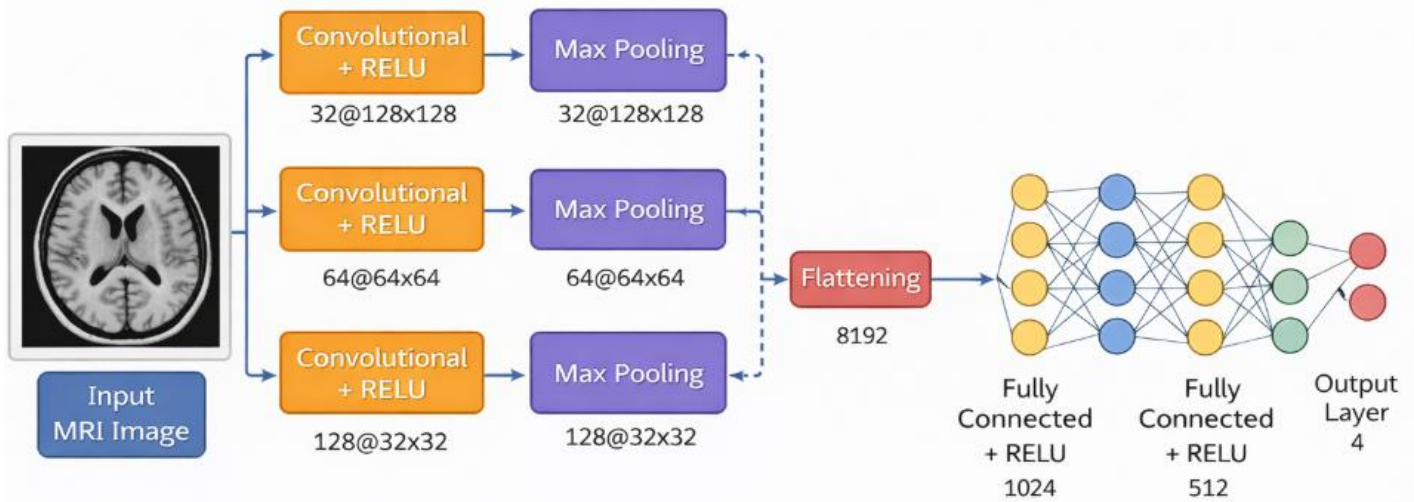 Input
MRI Image
Convolutional
+ RELU
32@128x128
Max Pooling
32@128x128
Convolutional
+ RELU
64@64x64
Max Pooling
64@64x64
Convolutional
+ RELU
128@32x32
Max Pooling
128@32x32
Flattening
8192
Fully
Connected
+ RELU
1024
Fully
Connected
+ RELU
512
Output
Layer
4